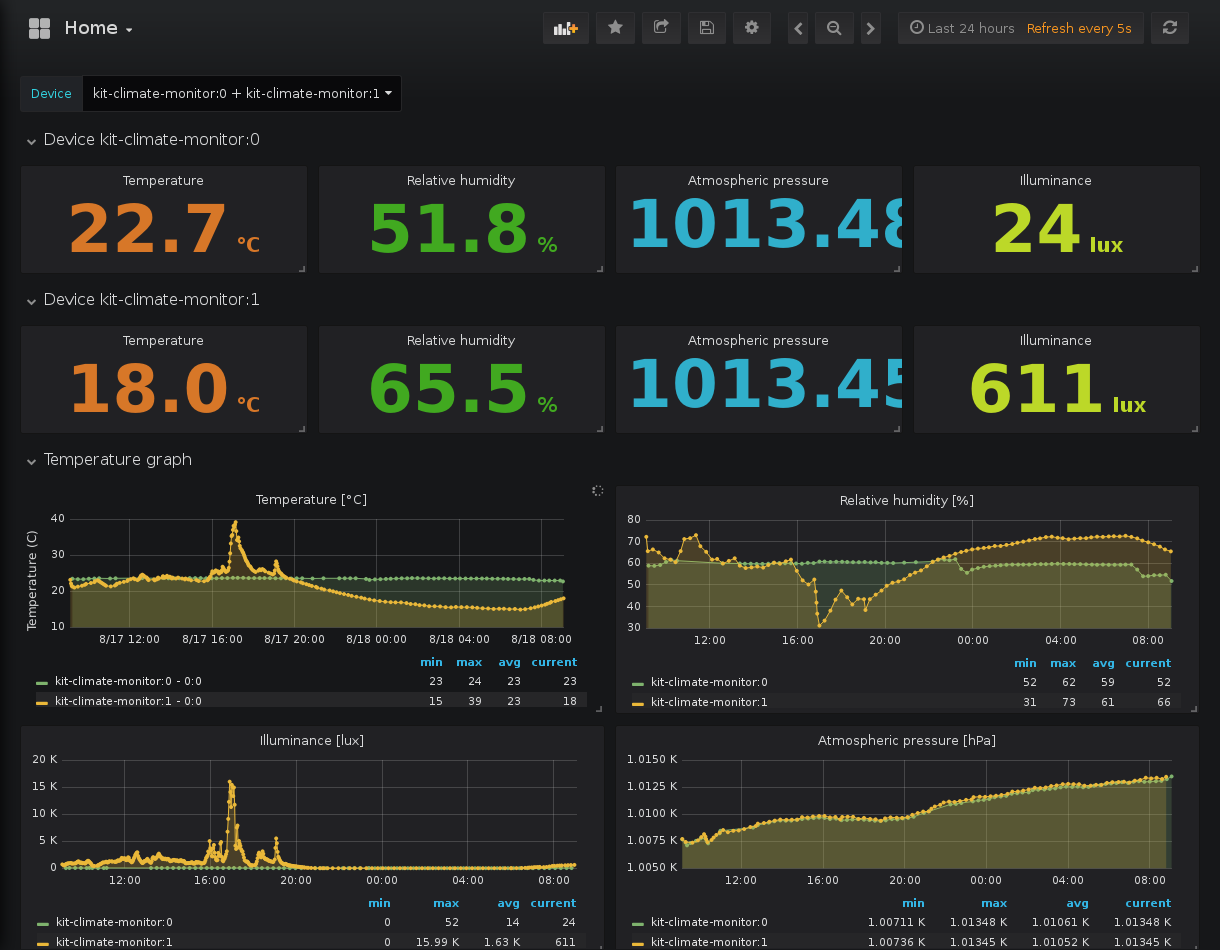 Home
Last 24 hours Refresh every 5s
Device kit-climate-monitor:0 + kit-climate-monitor:1
Device kit-climate-monitor:0
Temperature Relative humidity Atmospheric pressure Illuminance
22.7 °C 51.8 % 1013.48 24 lux
Device kit-climate-monitor:1
Temperature Relative humidity Atmospheric pressure Illuminance
18.0 °C 65.5 % 1013.45 611 lux
Temperature graph
Temperature [°C]
Temperature (C)
40
30
20
10
8/17 12:00 8/17 16:00 8/17 20:00 8/18 00:00 8/18 04:00 8/18 08:00
min max avg current
kit-climate-monitor:0 - 0:0 23 24 23 23
kit-climate-monitor:1 - 0:0 15 39 23 18
Relative humidity [%]
80
70
60
50
40
30
12:00 16:00 20:00 00:00 04:00 08:00
min max avg current
kit-climate-monitor:0 52 62 59 52
kit-climate-monitor:1 31 73 61 66
Illuminance [lux]
20 K
15 K
10 K
5 K
0
12:00 16:00 20:00 00:00 04:00 08:00
min max avg current
kit-climate-monitor:0 0 52 14 24
kit-climate-monitor:1 0 15.99 K 1.63 K 611
Atmospheric pressure [hPa]
1.0150 K
1.0125 K
1.0100 K
1.0075 K
1.0050 K
12:00 16:00 20:00 00:00 04:00 08:00
min max avg current
kit-climate-monitor:0 1.00711 K 1.01348 K 1.01061 K 1.01348 K
kit-climate-monitor:1 1.00736 K 1.01345 K 1.01052 K 1.01345 K